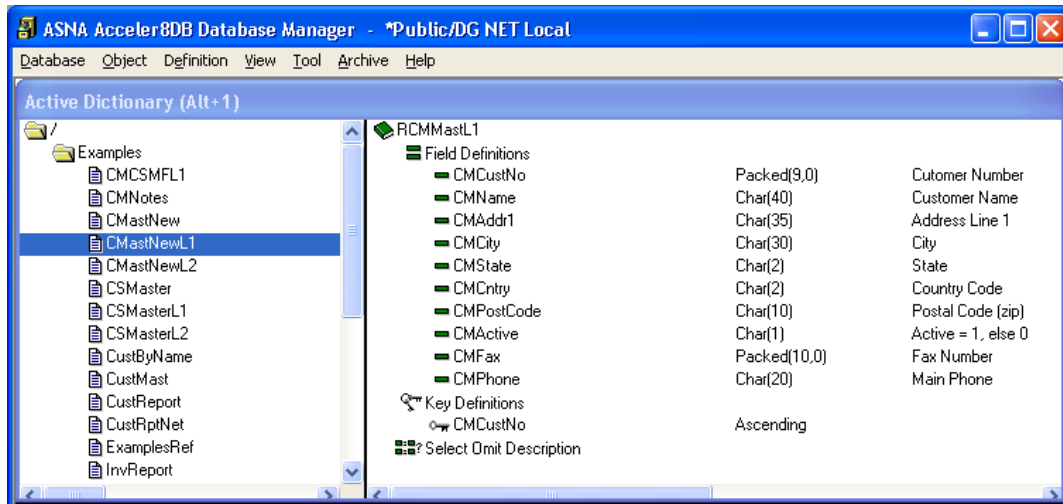 ASNA Acceler8DB Database Manager - *Public/DG NET Local
Database Object Definition View Tool Archive Help
Active Dictionary (Alt+1)
/
Examples
CMCSMFL1
CMNotes
CMastNew
CMastNewL1
CMastNewL2
CSMaster
CSMasterL1
CSMasterL2
CustByName
CustMast
CustReport
CustRptNet
ExamplesRef
InvReport
RCMMastL1
Field Definitions
CMCustNo Packed(9,0) Cutomer Number
CMName Char(40) Customer Name
CMAddr1 Char(35) Address Line 1
CMCity Char(30) City
CMState Char(2) State
CMCntry Char(2) Country Code
CMPostCode Char(10) Postal Code (zip)
CMActive Char(1) Active = 1, else 0
CMFax Packed(10,0) Fax Number
CMPhone Char(20) Main Phone
Key Definitions
CMCustNo Ascending
Select Omit Description